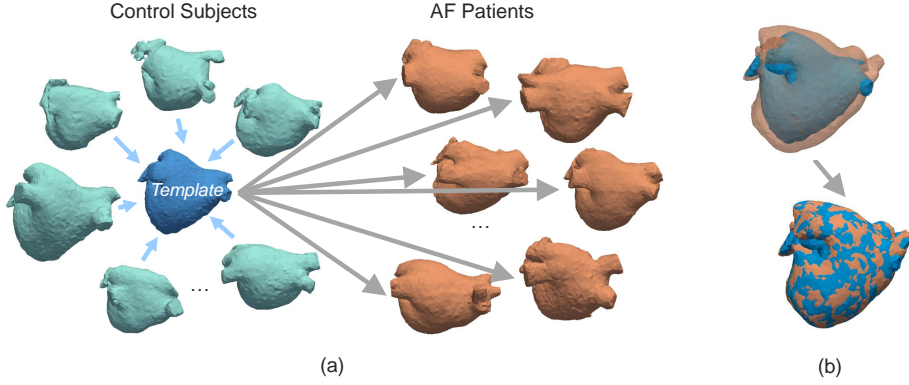 Control Subjects
AF Patients
Template
...
...
(a)
(b)